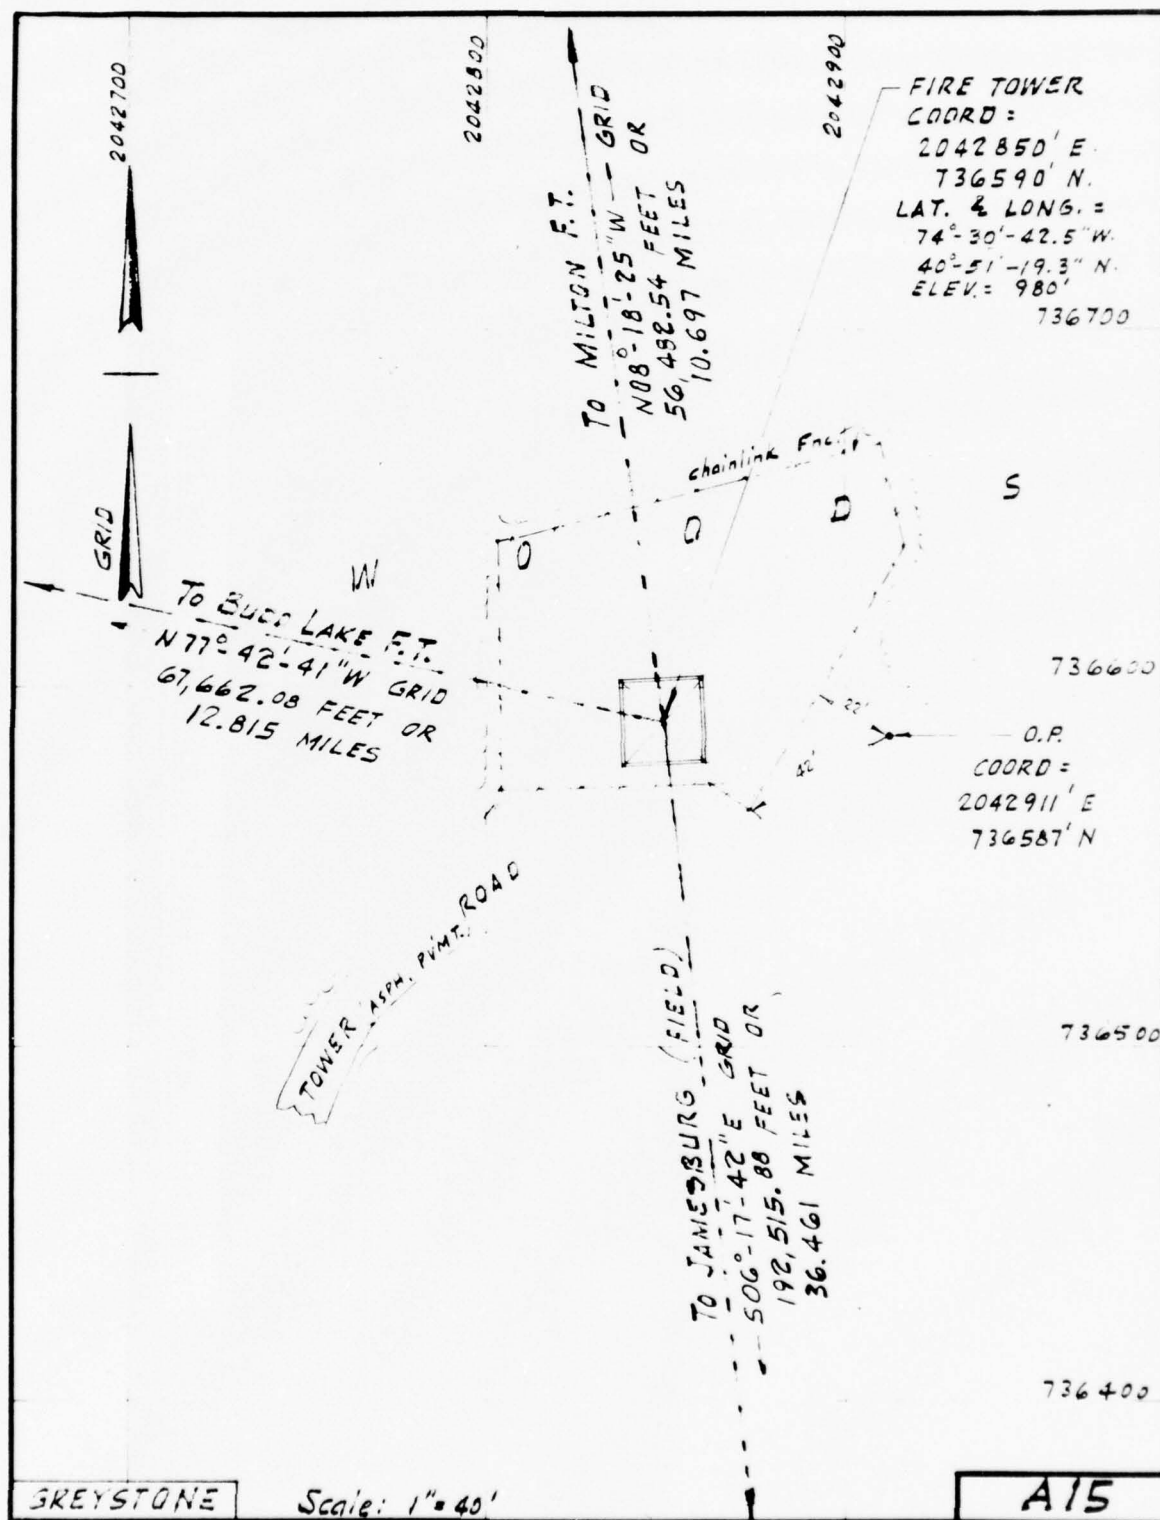 2042700
2042800
2042900
FIRE TOWER
COORD =
2042850' E.
736590' N.
LAT. & LONG. =
74°-30'-42.5" W.
40°-51'-19.3" N.
ELEV. = 980'
736700
TO MILTON F.T.
N08°-18'-25" W GRID
56,482.54 FEET OR
10.697 MILES
GRID
chainlink Fnc.
W
O
O
D
S
TO BUDD LAKE F.T.
N77°-42'-41" W GRID
67,662.08 FEET OR
12.815 MILES
736600
22'
42'
O.P.
COORD =
2042911' E
736587' N
TOWER (ASPH. PVMT.) ROAD
736500
TO JAMESBURG (FIELD)
S06°-17'-42" E GRID
192,515.88 FEET OR
36.461 MILES
736400
GREYSTONE
Scale: 1" = 40'
A15